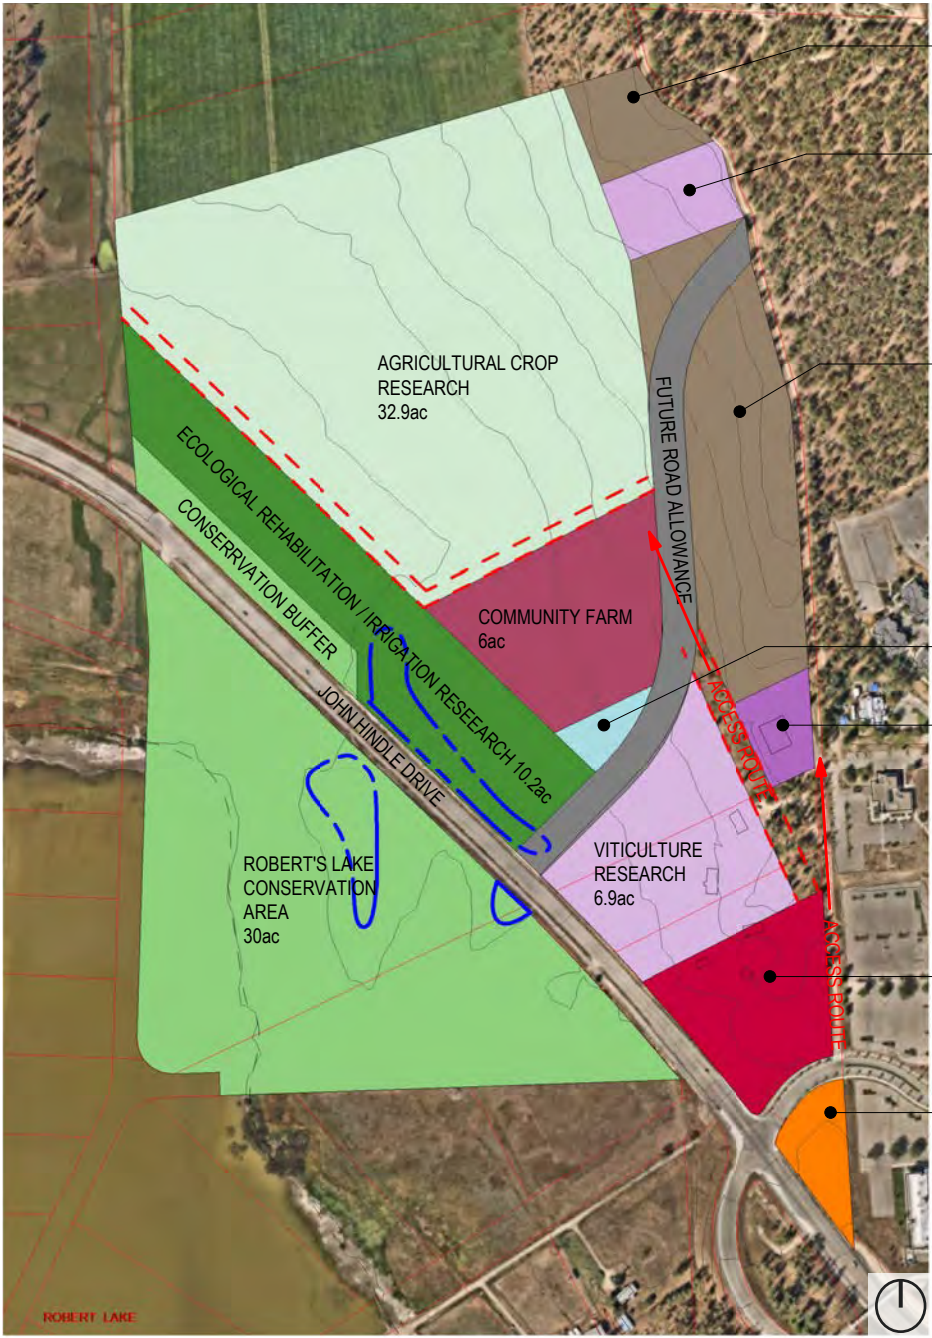 AGRICULTURAL CROP
RESEARCH
32.9ac
FUTURE ROAD ALLOWANCE
ECOLOGICAL REHABILITATION / IRRIGATION RESEEARCH 10.2ac
CONSERRVATION BUFFER
COMMUNITY FARM
6ac
JOHN HINDLE DRIVE
ACCESS ROUTE
VITICULTURE
RESEARCH
6.9ac
ROBERT'S LAKE
CONSERVATION
AREA
30ac
ACCESS ROUTE
ROBERT LAKE